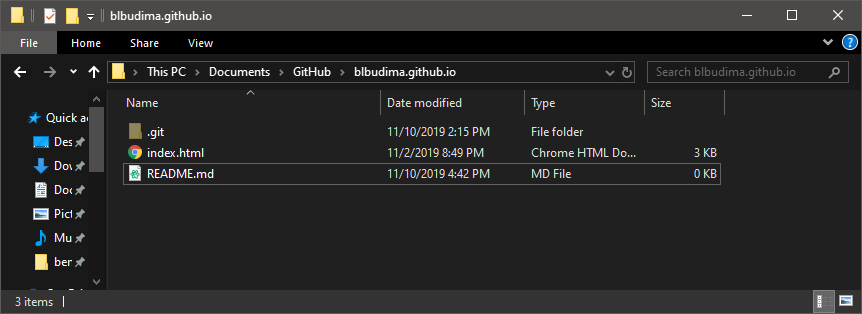 blbudima.github.io
File Home Share View
This PC Documents GitHub blbudima.github.io Search blbudima.github.io
Name Date modified Type Size
Quick ac
.git 11/10/2019 2:15 PM File folder
Des
index.html 11/2/2019 8:49 PM Chrome HTML Do... 3 KB
Dov
README.md 11/10/2019 4:42 PM MD File 0 KB
Doc
Pict
Mu
ber
3 items